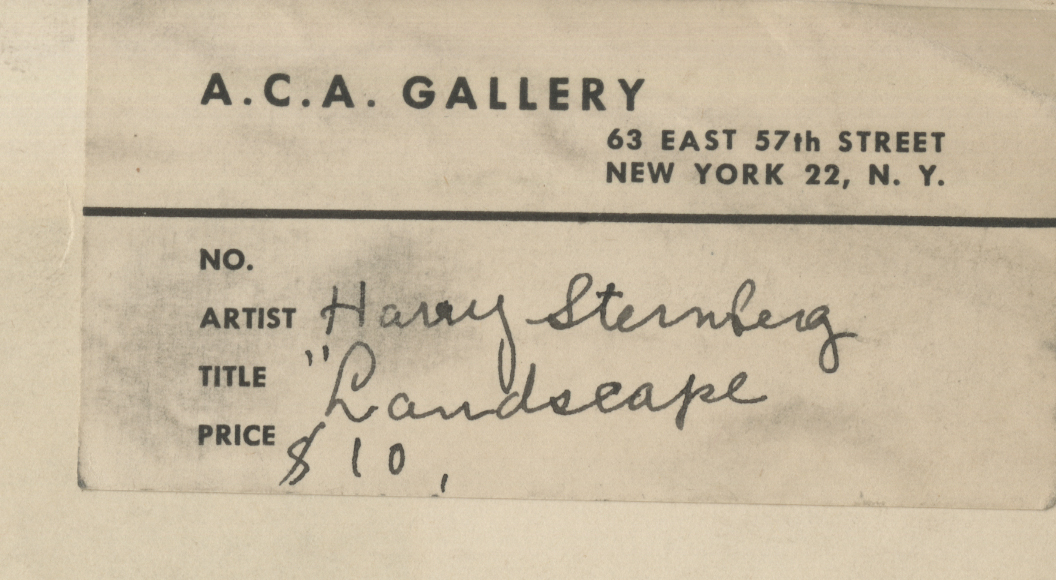 A.C.A. GALLERY
63 EAST 57th STREET
NEW YORK 22, N. Y.
NO.
ARTIST Harry Sternberg
TITLE "Landscape
PRICE $10,